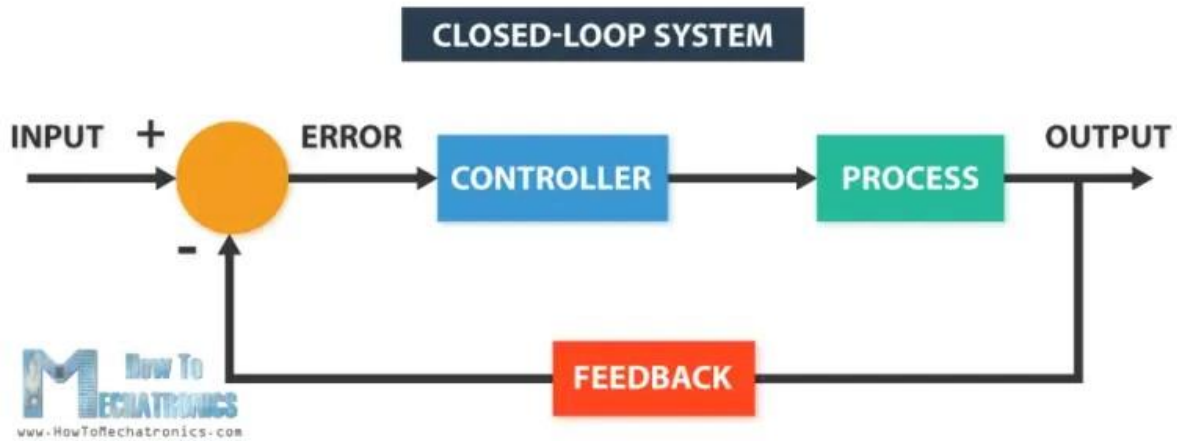 CLOSED-LOOP SYSTEM
INPUT + ERROR CONTROLLER PROCESS OUTPUT
-
FEEDBACK
How To
MECHATRONICS
www.HowToMechatronics.com